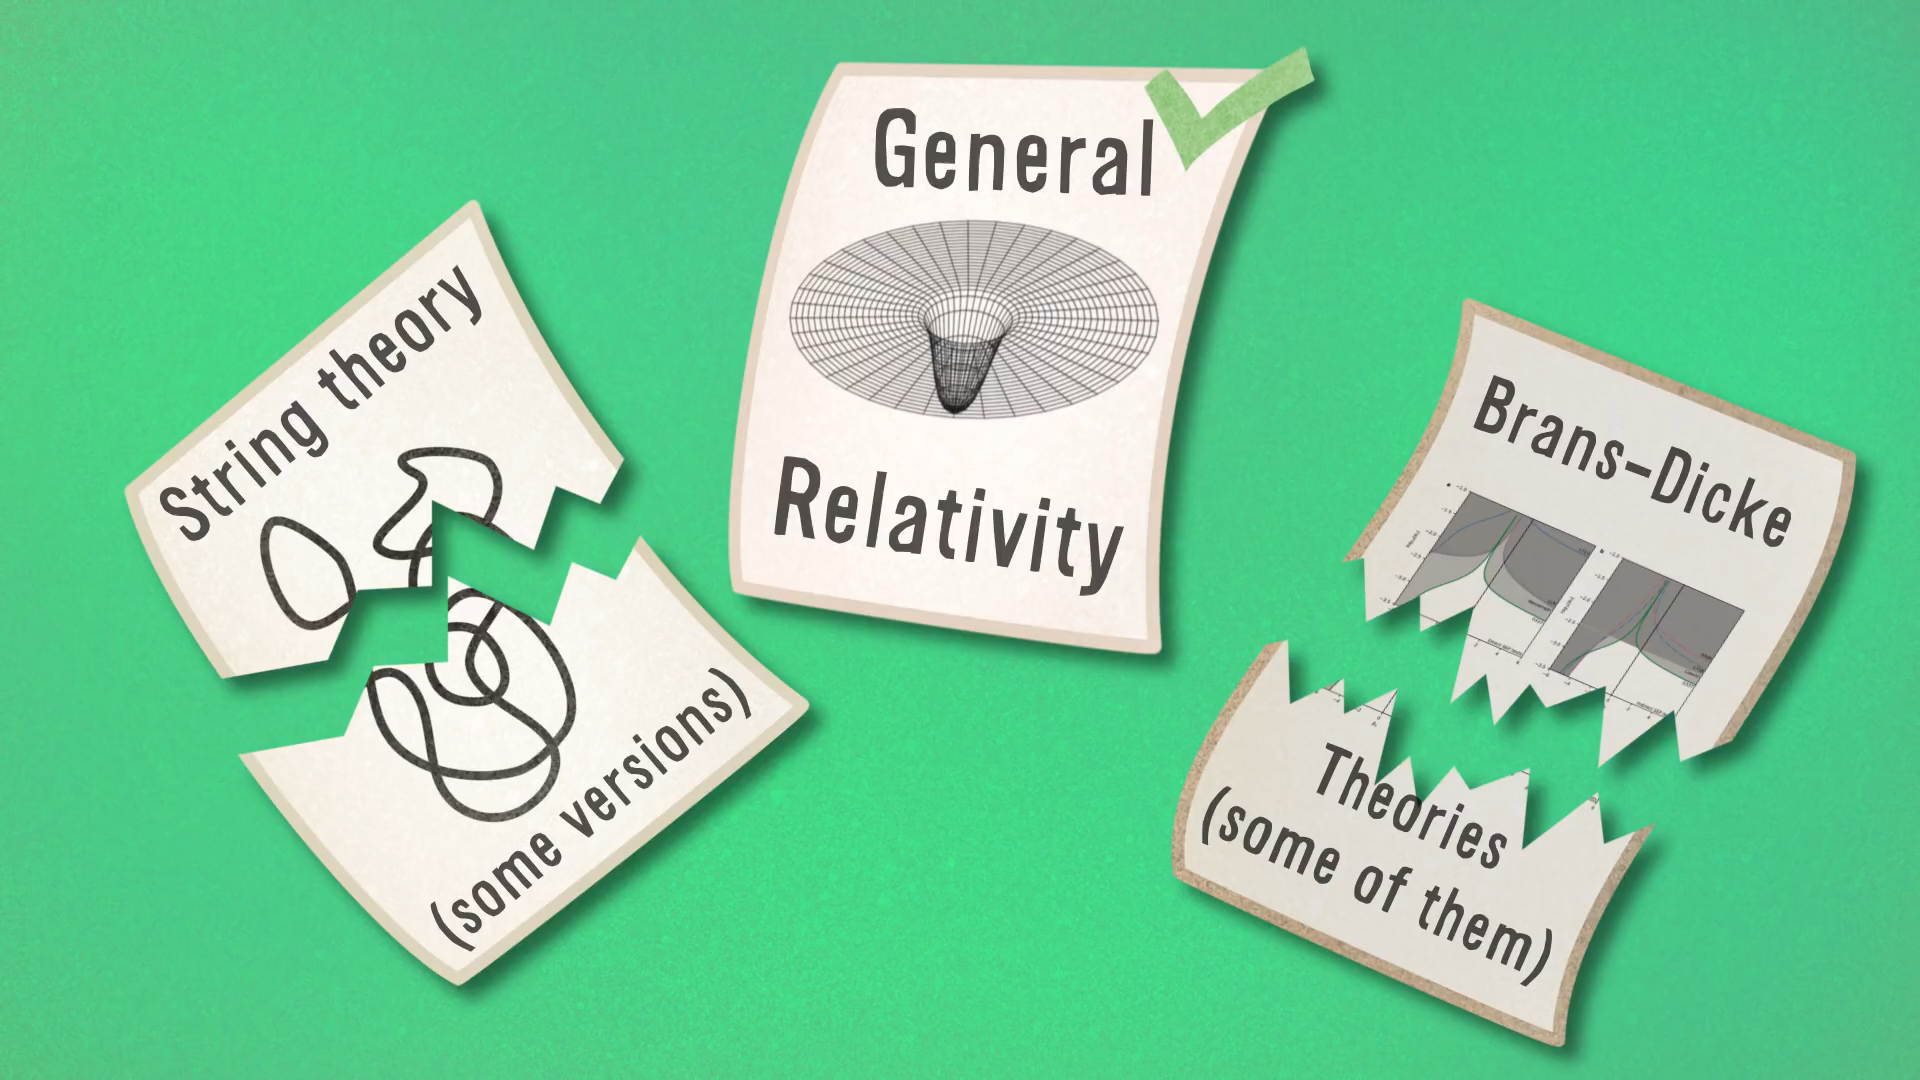 String theory
(some versions)
General
Relativity
Brans-Dicke
Theories
(some of them)